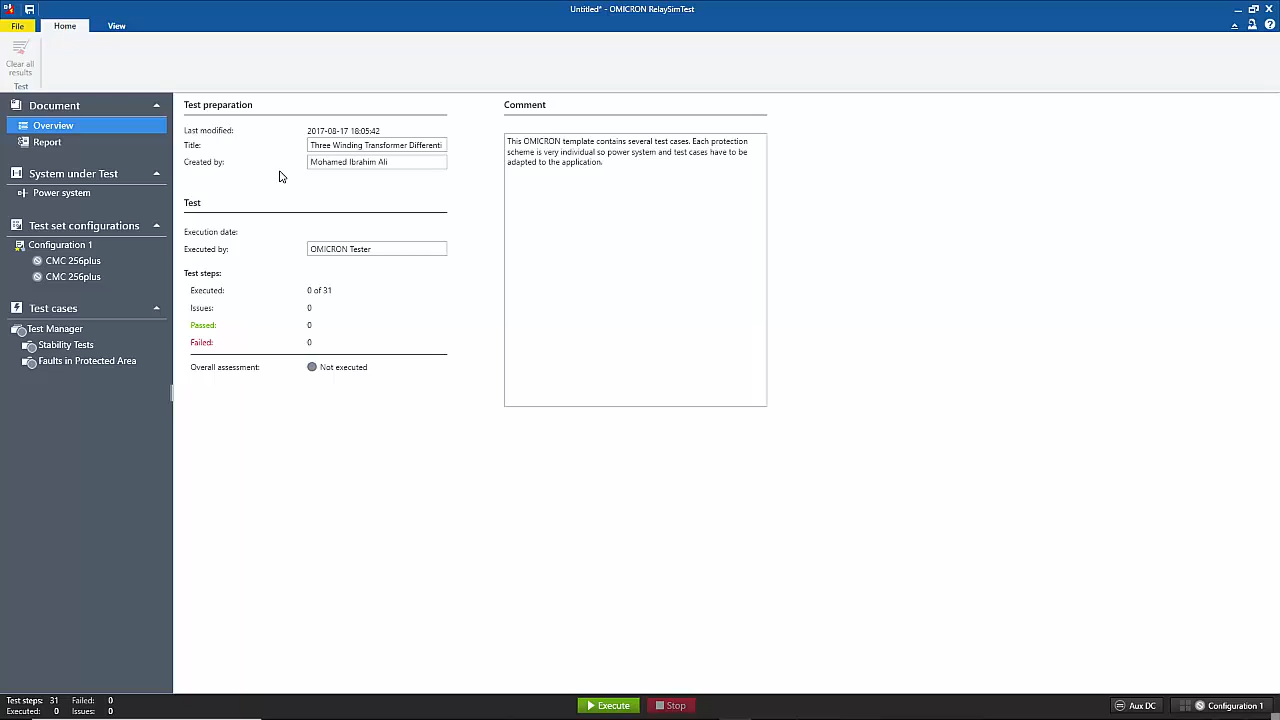 Untitled* - OMICRON RelaySimTest
File
Home
View
Clear all
results
Test
Document
Overview
Report
System under Test
Power system
Test set configurations
Configuration 1
CMC 256plus
CMC 256plus
Test cases
Test Manager
Stability Tests
Faults in Protected Area
Test preparation
Last modified: 2017-08-17 18:05:42
Title: Three Winding Transformer Differenti
Created by: Mohamed Ibrahim Ali
Test
Execution date:
Executed by: OMICRON Tester
Test steps:
Executed: 0 of 31
Issues: 0
Passed: 0
Failed: 0
Overall assessment: Not executed
Comment
This OMICRON template contains several test cases. Each protection
scheme is very individual so power system and test cases have to be
adapted to the application.
Test steps: 31 Failed: 0
Executed: 0 Issues: 0
Execute
Stop
Aux DC
Configuration 1